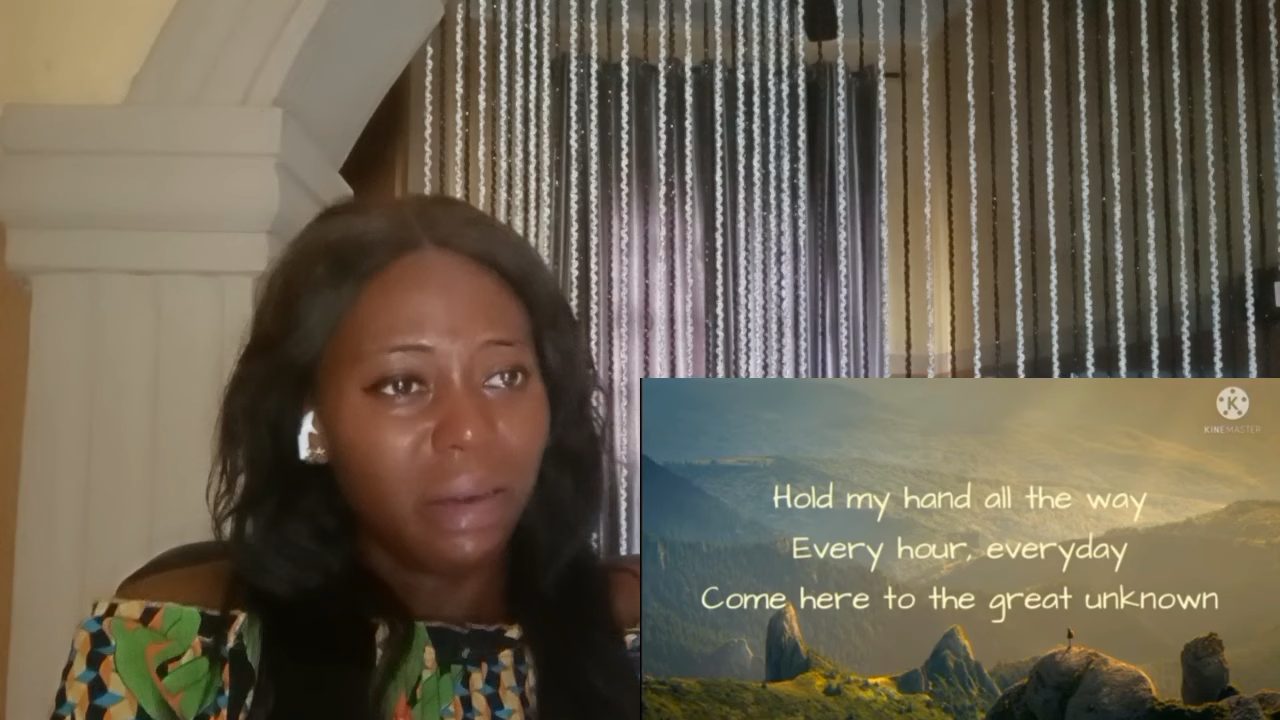 KINEMASTER
Hold my hand all the way
Every hour, everyday
Come here to the great unknown